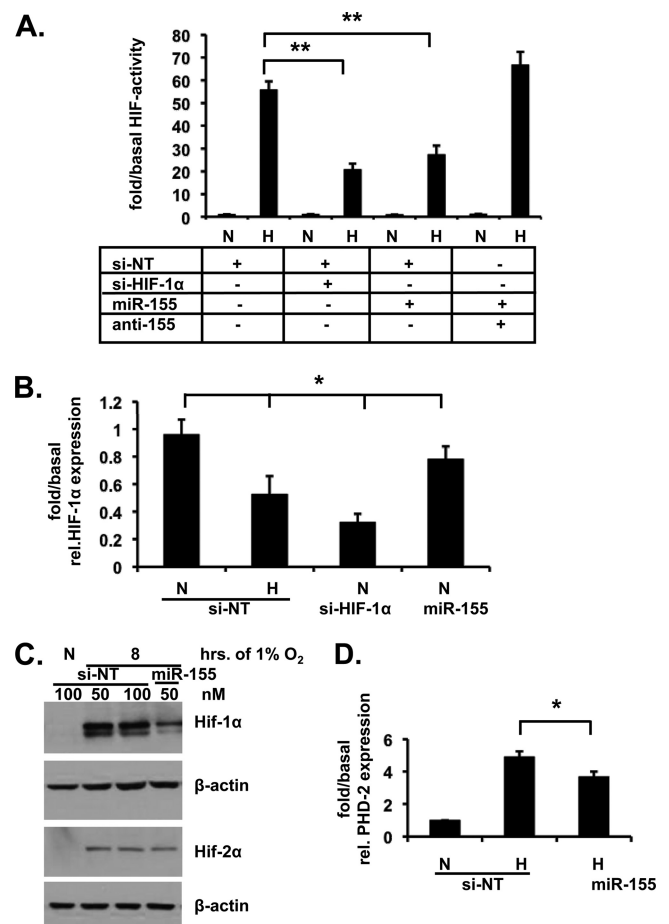 A.
** 
**
fold/basal HIF-activity
80
70
60
50
40
30
20
10
0
N H N H N H N H
si-NT + + + -
si-HIF-1α - + - -
miR-155 - - + +
anti-155 - - - +
B.
*
fold/basal
rel.HIF-1α expression
1.2
1
0.8
0.6
0.4
0.2
0
N H N N
si-NT si-HIF-1α miR-155
C.
N 8 hrs. of 1% O₂
si-NT miR-155
100 50 100 50 nM
Hif-1α
β-actin
Hif-2α
β-actin
D.
*
fold/basal
rel. PHD-2 expression
6
4
2
0
N H H
si-NT miR-155